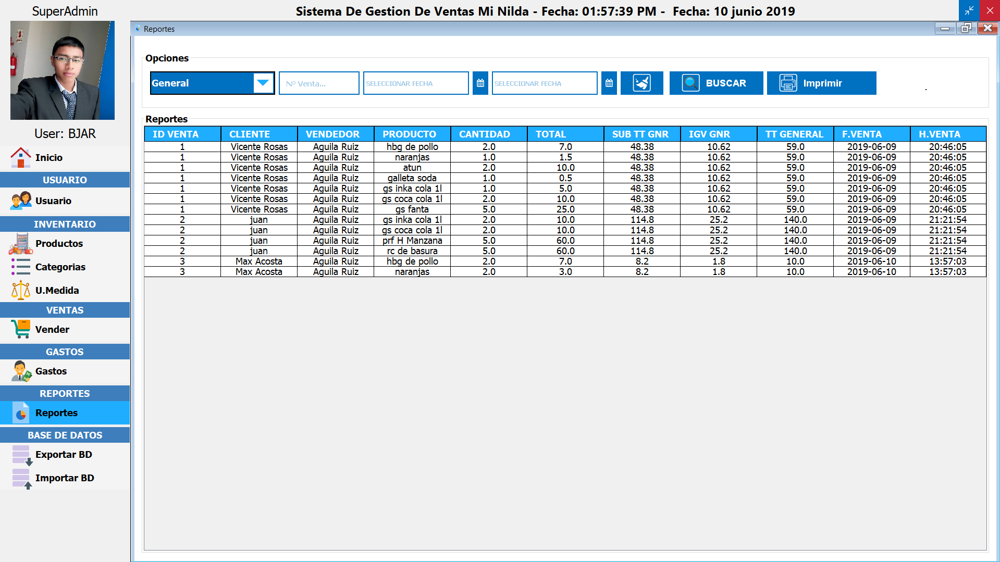 SuperAdmin
Sistema De Gestion De Ventas Mi Nilda - Fecha: 01:57:39 PM -  Fecha: 10 junio 2019
User: BJAR
Inicio
USUARIO
Usuario
INVENTARIO
Productos
Categorias
U.Medida
VENTAS
Vender
GASTOS
Gastos
REPORTES
Reportes
BASE DE DATOS
Exportar BD
Importar BD
Reportes
Opciones
General Nº Venta... SELECCIONAR FECHA SELECCIONAR FECHA BUSCAR Imprimir .
Reportes
ID VENTA CLIENTE VENDEDOR PRODUCTO CANTIDAD TOTAL SUB TT GNR IGV GNR TT GENERAL F.VENTA H.VENTA
1 Vicente Rosas Aguila Ruiz hbg de pollo 2.0 7.0 48.38 10.62 59.0 2019-06-09 20:46:05
1 Vicente Rosas Aguila Ruiz naranjas 1.0 1.5 48.38 10.62 59.0 2019-06-09 20:46:05
1 Vicente Rosas Aguila Ruiz atun 2.0 10.0 48.38 10.62 59.0 2019-06-09 20:46:05
1 Vicente Rosas Aguila Ruiz galleta soda 1.0 0.5 48.38 10.62 59.0 2019-06-09 20:46:05
1 Vicente Rosas Aguila Ruiz gs inka cola 1l 1.0 5.0 48.38 10.62 59.0 2019-06-09 20:46:05
1 Vicente Rosas Aguila Ruiz gs coca cola 1l 2.0 10.0 48.38 10.62 59.0 2019-06-09 20:46:05
1 Vicente Rosas Aguila Ruiz gs fanta 5.0 25.0 48.38 10.62 59.0 2019-06-09 20:46:05
2 juan Aguila Ruiz gs inka cola 1l 2.0 10.0 114.8 25.2 140.0 2019-06-09 21:21:54
2 juan Aguila Ruiz gs coca cola 1l 2.0 10.0 114.8 25.2 140.0 2019-06-09 21:21:54
2 juan Aguila Ruiz prf H Manzana 5.0 60.0 114.8 25.2 140.0 2019-06-09 21:21:54
2 juan Aguila Ruiz rc de basura 5.0 60.0 114.8 25.2 140.0 2019-06-09 21:21:54
3 Max Acosta Aguila Ruiz hbg de pollo 2.0 7.0 8.2 1.8 10.0 2019-06-10 13:57:03
3 Max Acosta Aguila Ruiz naranjas 2.0 3.0 8.2 1.8 10.0 2019-06-10 13:57:03